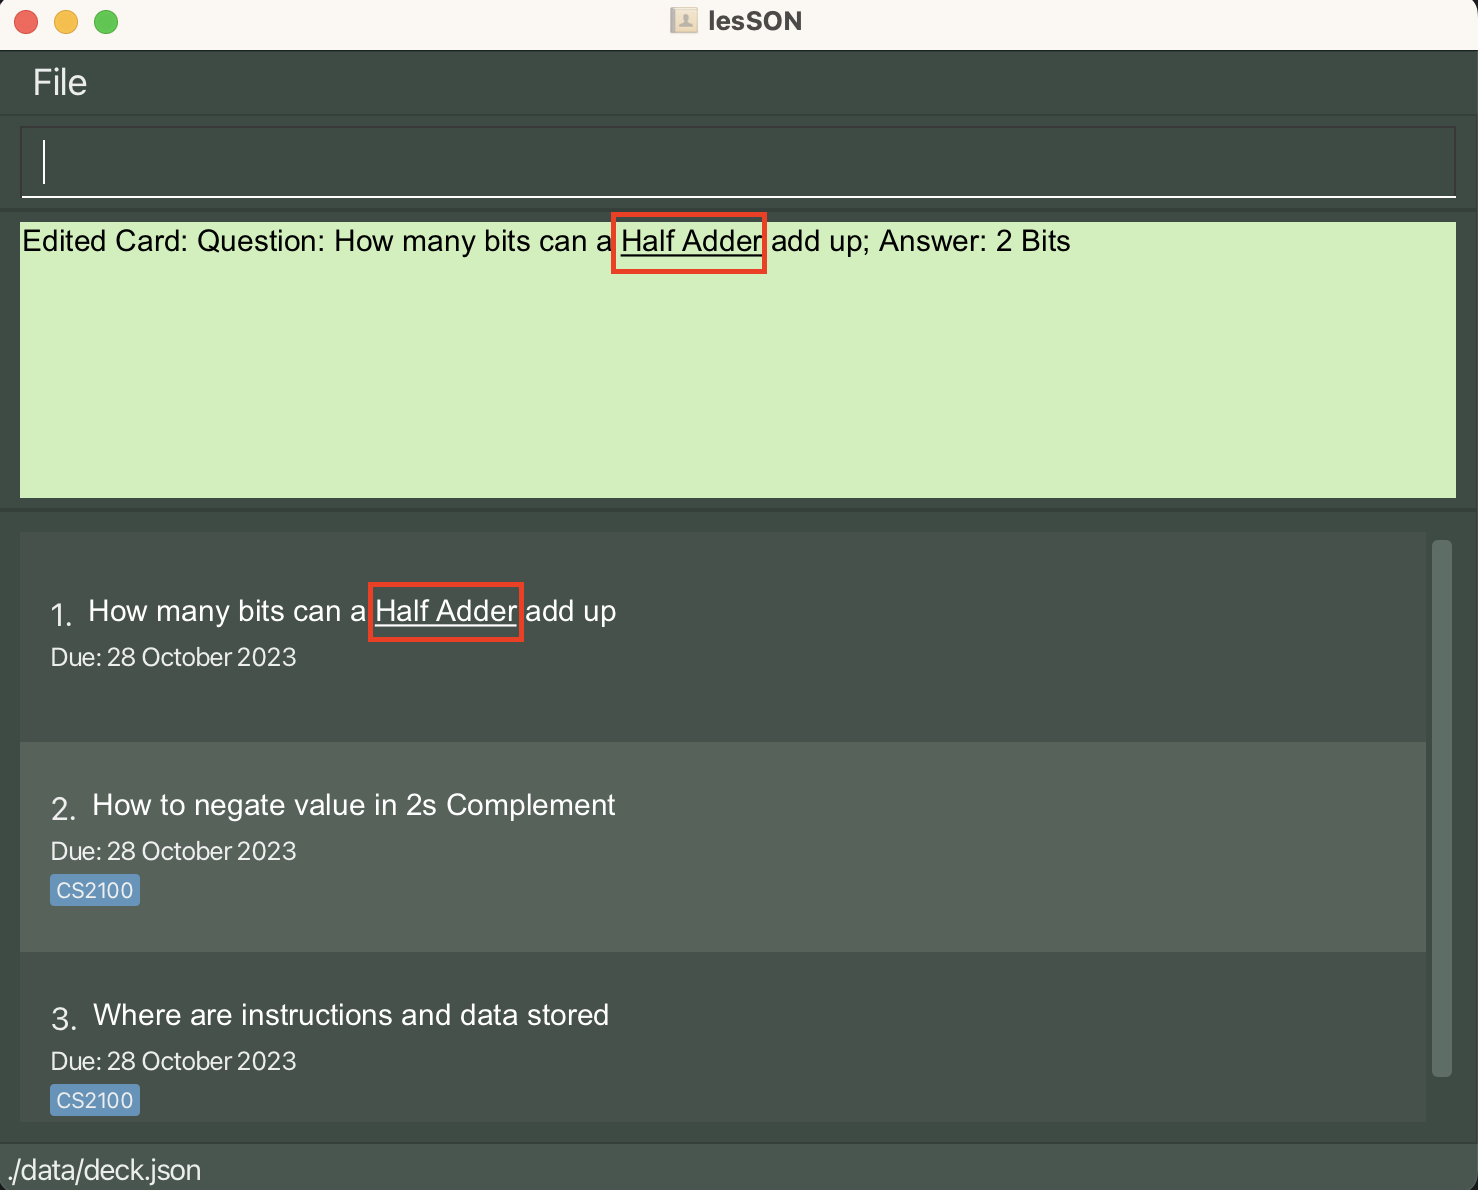 lesSON
File
Edited Card: Question: How many bits can a Half Adder add up; Answer: 2 Bits
1. How many bits can a Half Adder add up
Due: 28 October 2023
2. How to negate value in 2s Complement
Due: 28 October 2023
CS2100
3. Where are instructions and data stored
Due: 28 October 2023
CS2100
./data/deck.json